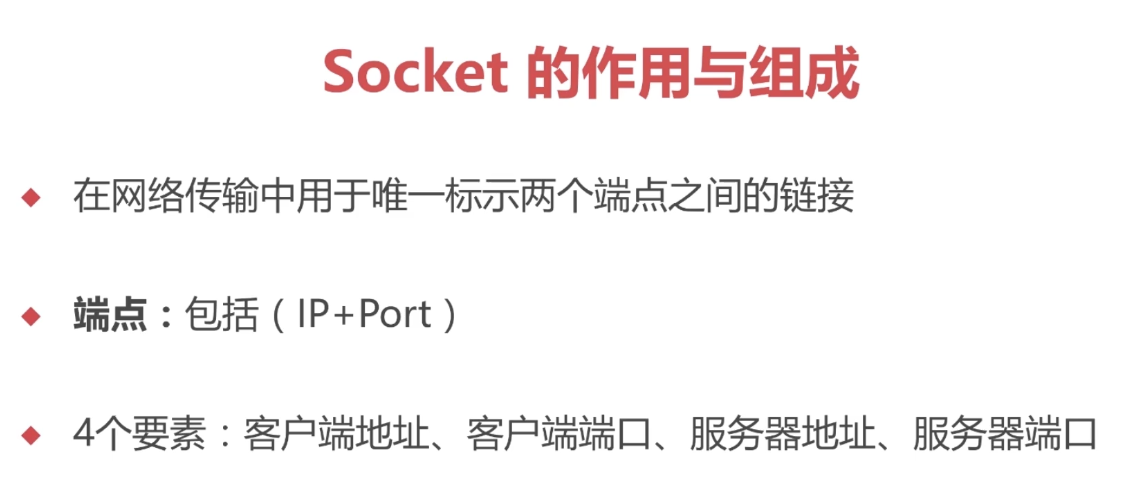 Socket 的作用与组成
在网络传输中用于唯一标示两个端点之间的链接
端点：包括（IP+Port）
4个要素：客户端地址、客户端端口、服务器地址、服务器端口